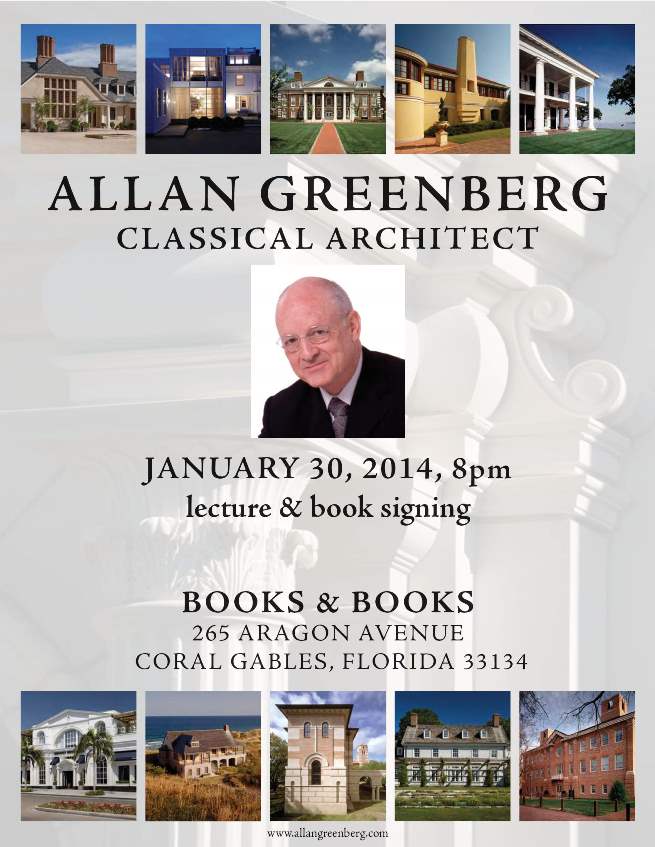 ALLAN GREENBERG
CLASSICAL ARCHITECT
JANUARY 30, 2014, 8pm
lecture & book signing
BOOKS & BOOKS
265 ARAGON AVENUE
CORAL GABLES, FLORIDA 33134
www.allangreenberg.com